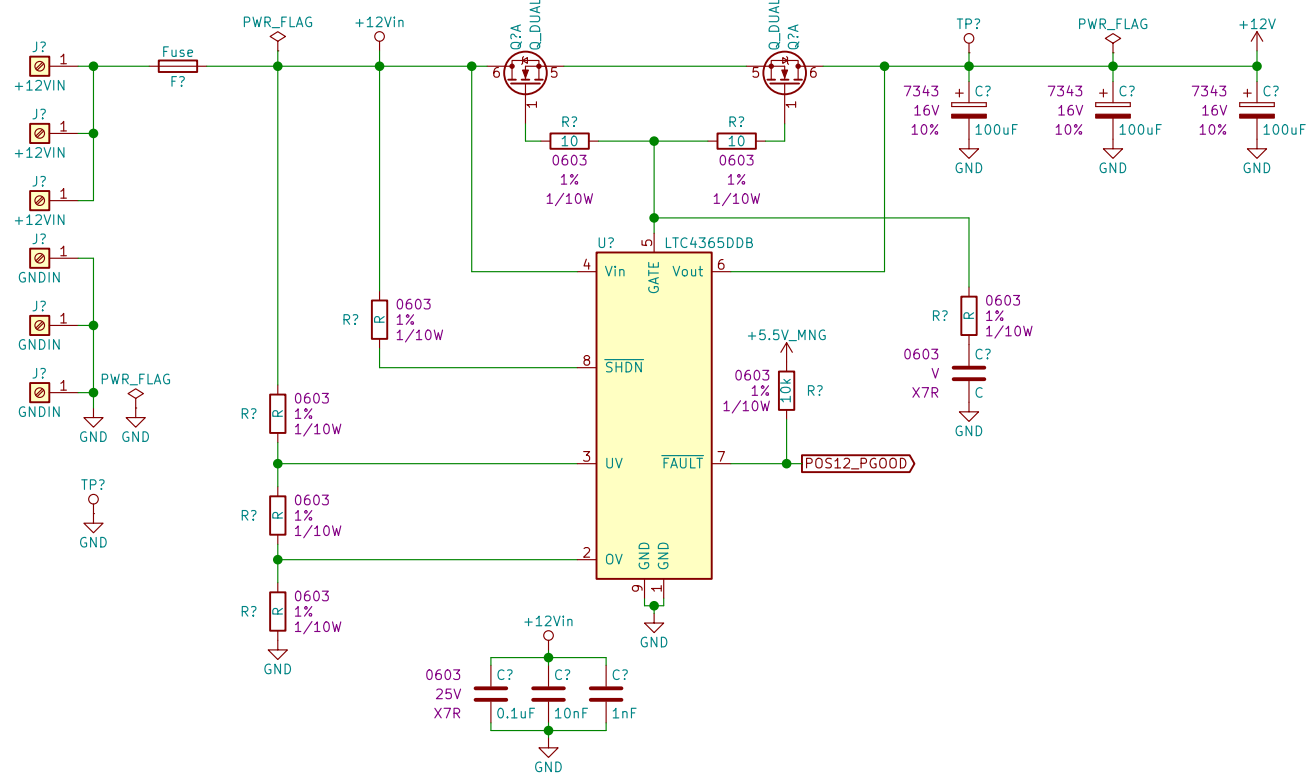 PWR_FLAG
+12Vin
Q?A
Q_DUAL
Q_DUAL
Q?A
TP?
PWR_FLAG
+12V
J?
1
+12VIN
Fuse
F?
6
5
1
5
6
1
7343
16V
10%
+
C?
100uF
GND
7343
16V
10%
+
C?
100uF
GND
7343
16V
10%
+
C?
100uF
GND
J?
1
+12VIN
R?
10
0603
1%
1/10W
R?
10
0603
1%
1/10W
J?
1
+12VIN
J?
1
GNDIN
U?
LTC4365DDB
5
GATE
4
Vin
Vout
6
R?
R
0603
1%
1/10W
R?
R
0603
1%
1/10W
J?
1
GNDIN
+5.5V_MNG
8
SHDN
0603
1%
1/10W
10k
R?
0603
V
X7R
C?
C
GND
J?
1
GNDIN
PWR_FLAG
GND
GND
R?
R
0603
1%
1/10W
3
UV
FAULT
7
POS12_PGOOD
TP?
GND
R?
R
0603
1%
1/10W
2
OV
GND
GND
9
1
GND
R?
R
0603
1%
1/10W
GND
+12Vin
0603
25V
X7R
C?
0.1uF
C?
10nF
C?
1nF
GND